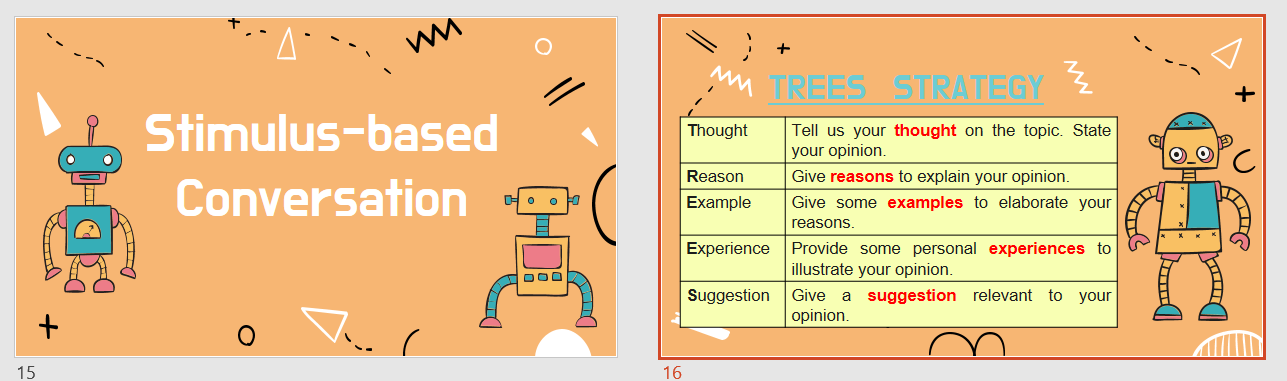 Stimulus-based
Conversation
15
TREES STRATEGY
Thought
Tell us your thought on the topic. State
your opinion.
Reason
Give reasons to explain your opinion.
Example
Give some examples to elaborate your
reasons.
Experience
Provide some personal experiences to
illustrate your opinion.
Suggestion
Give a suggestion relevant to your
opinion.
16